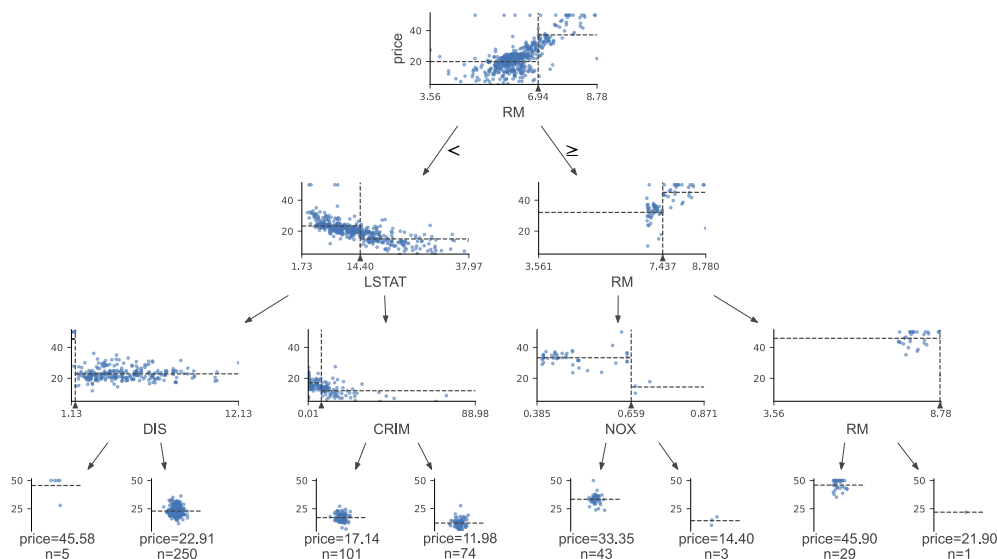 price
40
20
3.56 6.94 8.78
RM
< ≥
40
20
1.73 14.40 37.97
LSTAT
40
20
3.561 7.437 8.780
RM
40
20
1.13 12.13
DIS
40
20
0.01 88.98
CRIM
40
20
0.385 0.659 0.871
NOX
40
20
3.56 8.78
RM
50
25
price=45.58
n=5
50
25
price=22.91
n=250
50
25
price=17.14
n=101
50
25
price=11.98
n=74
50
25
price=33.35
n=43
50
25
price=14.40
n=3
50
25
price=45.90
n=29
50
25
price=21.90
n=1